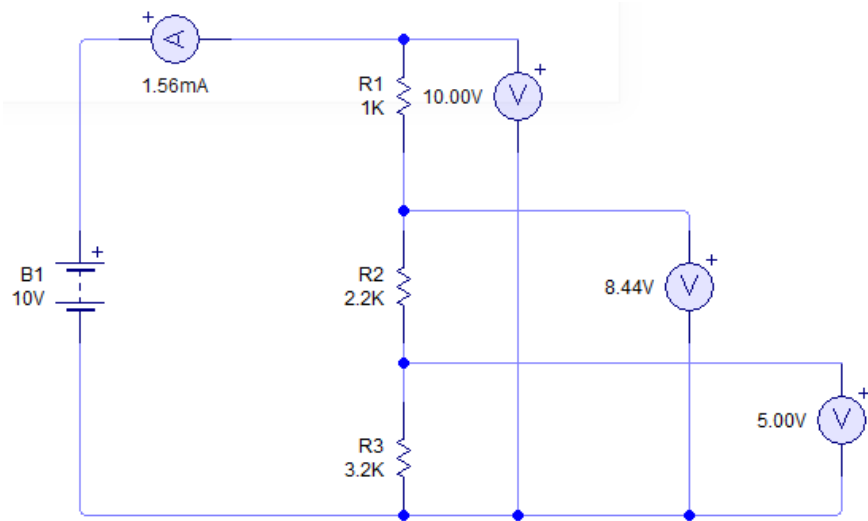 +
A
1.56mA
R1
1K
10.00V
V
+
B1
10V
+
R2
2.2K
8.44V
V
+
R3
3.2K
5.00V
V
+